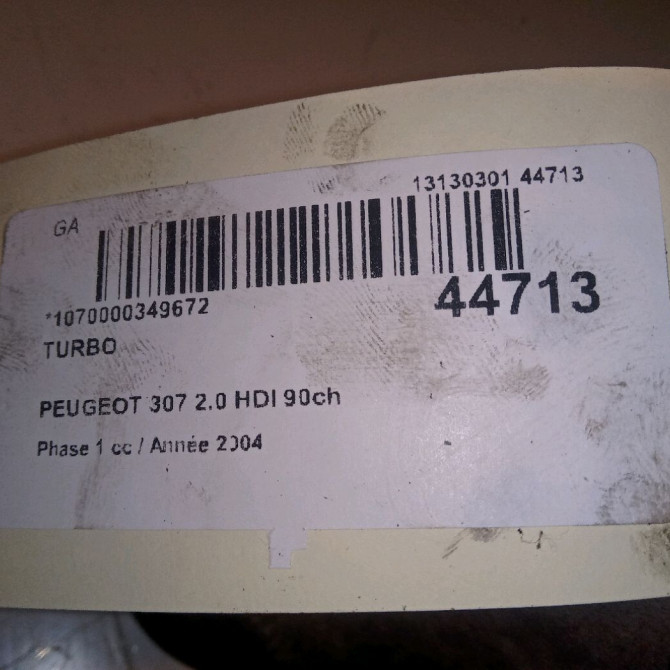 13130301 44713
GA
*1070000349672
44713
TURBO
PEUGEOT 307 2.0 HDI 90ch
Phase 1 cc / Année 2004